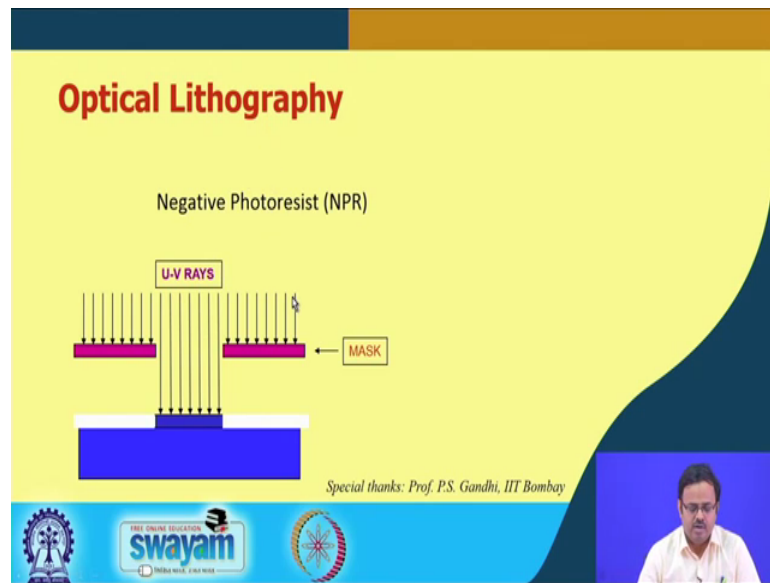 Optical Lithography
Negative Photoresist (NPR)
U-V RAYS
MASK
Special thanks: Prof. P.S. Gandhi, IIT Bombay
FREE ONLINE EDUCATION
swayam